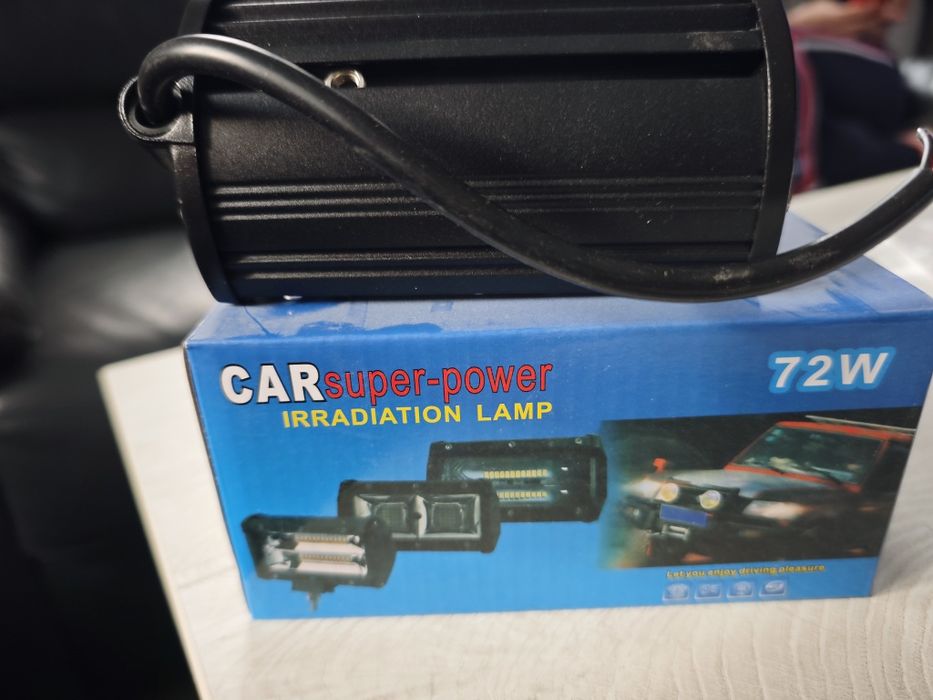 CARsuper-power
72W
IRRADIATION LAMP
Let you enjoy driving pleasure